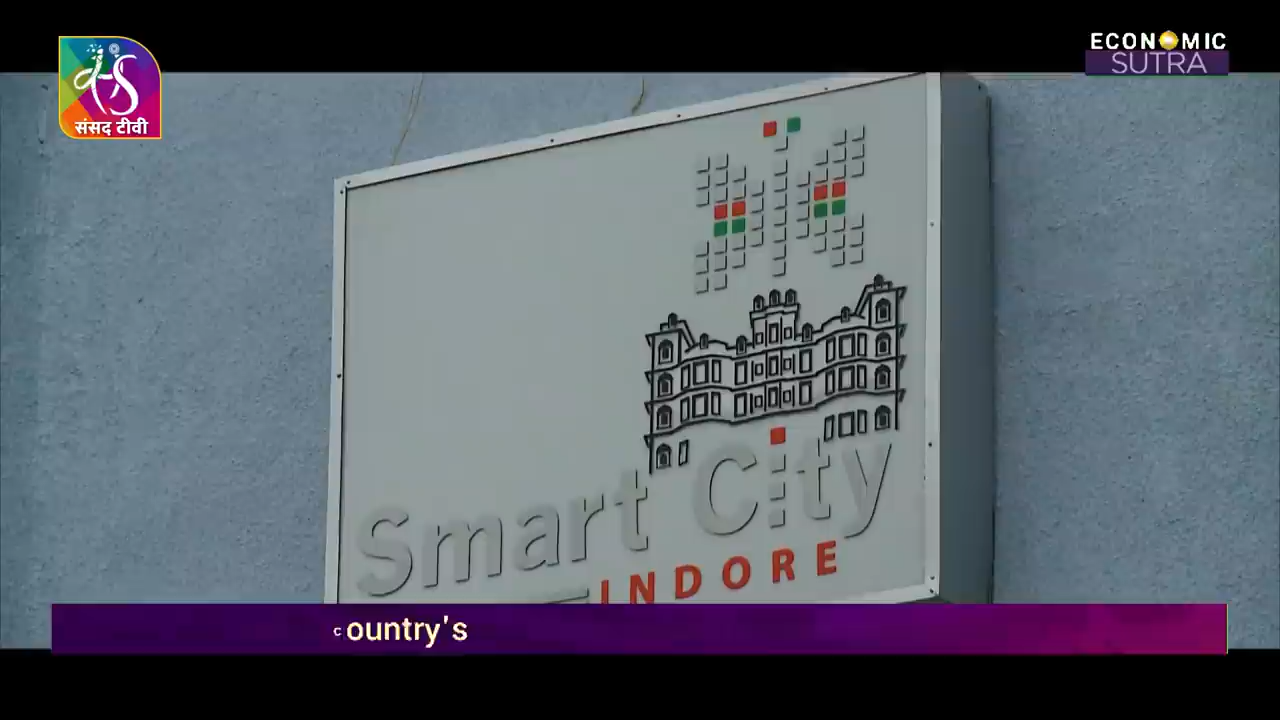 संसद टीवी
ECONOMIC
SUTRA
Smart City
INDORE
country's